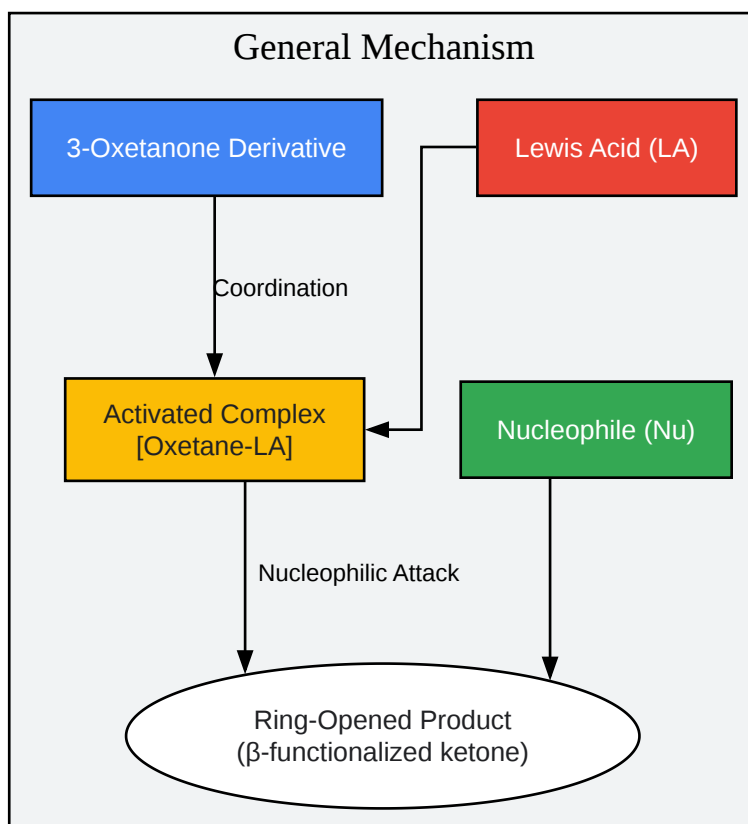 General Mechanism
3-Oxetanone Derivative
Lewis Acid (LA)
Coordination
Activated Complex
[Oxetane-LA]
Nucleophile (Nu)
Nucleophilic Attack
Ring-Opened Product
(β-functionalized ketone)